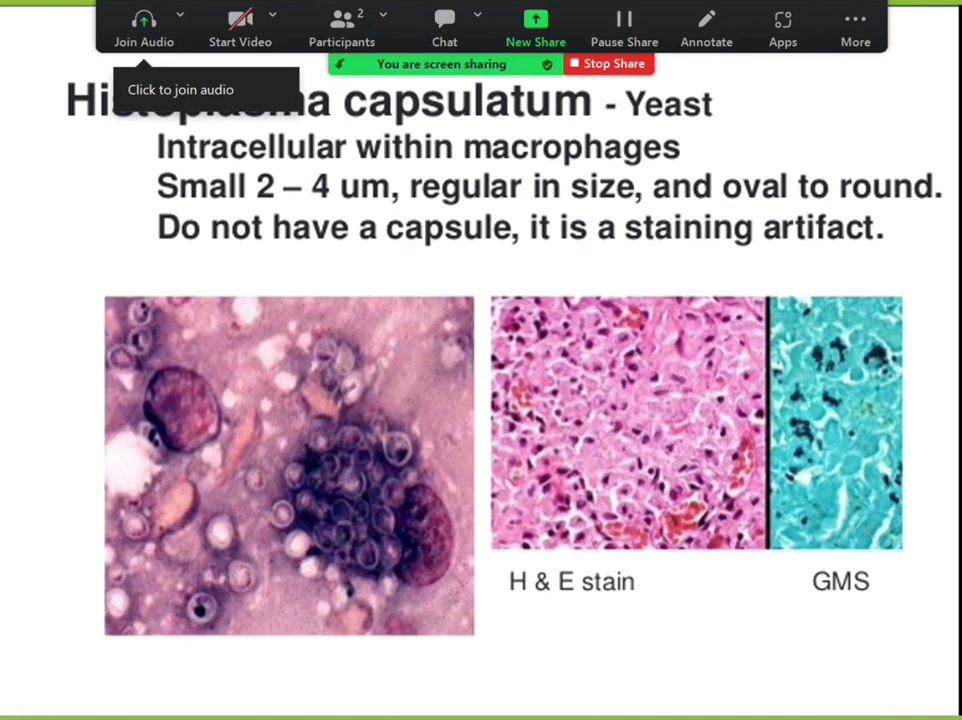 Join Audio
Start Video
2
Participants
Chat
New Share
Pause Share
Annotate
Apps
More
You are screen sharing
Stop Share
Click to join audio
capsulatum - Yeast
Intracellular within macrophages
Small 2 – 4 um, regular in size, and oval to round.
Do not have a capsule, it is a staining artifact.
H & E stain
GMS